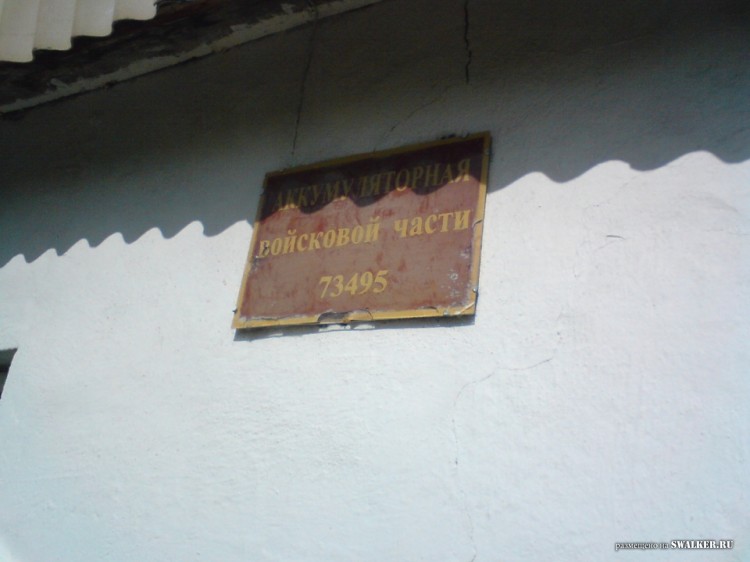 АККУМУЛЯТОРНАЯ
войсковой части
73495
размещено на SWALKER.RU